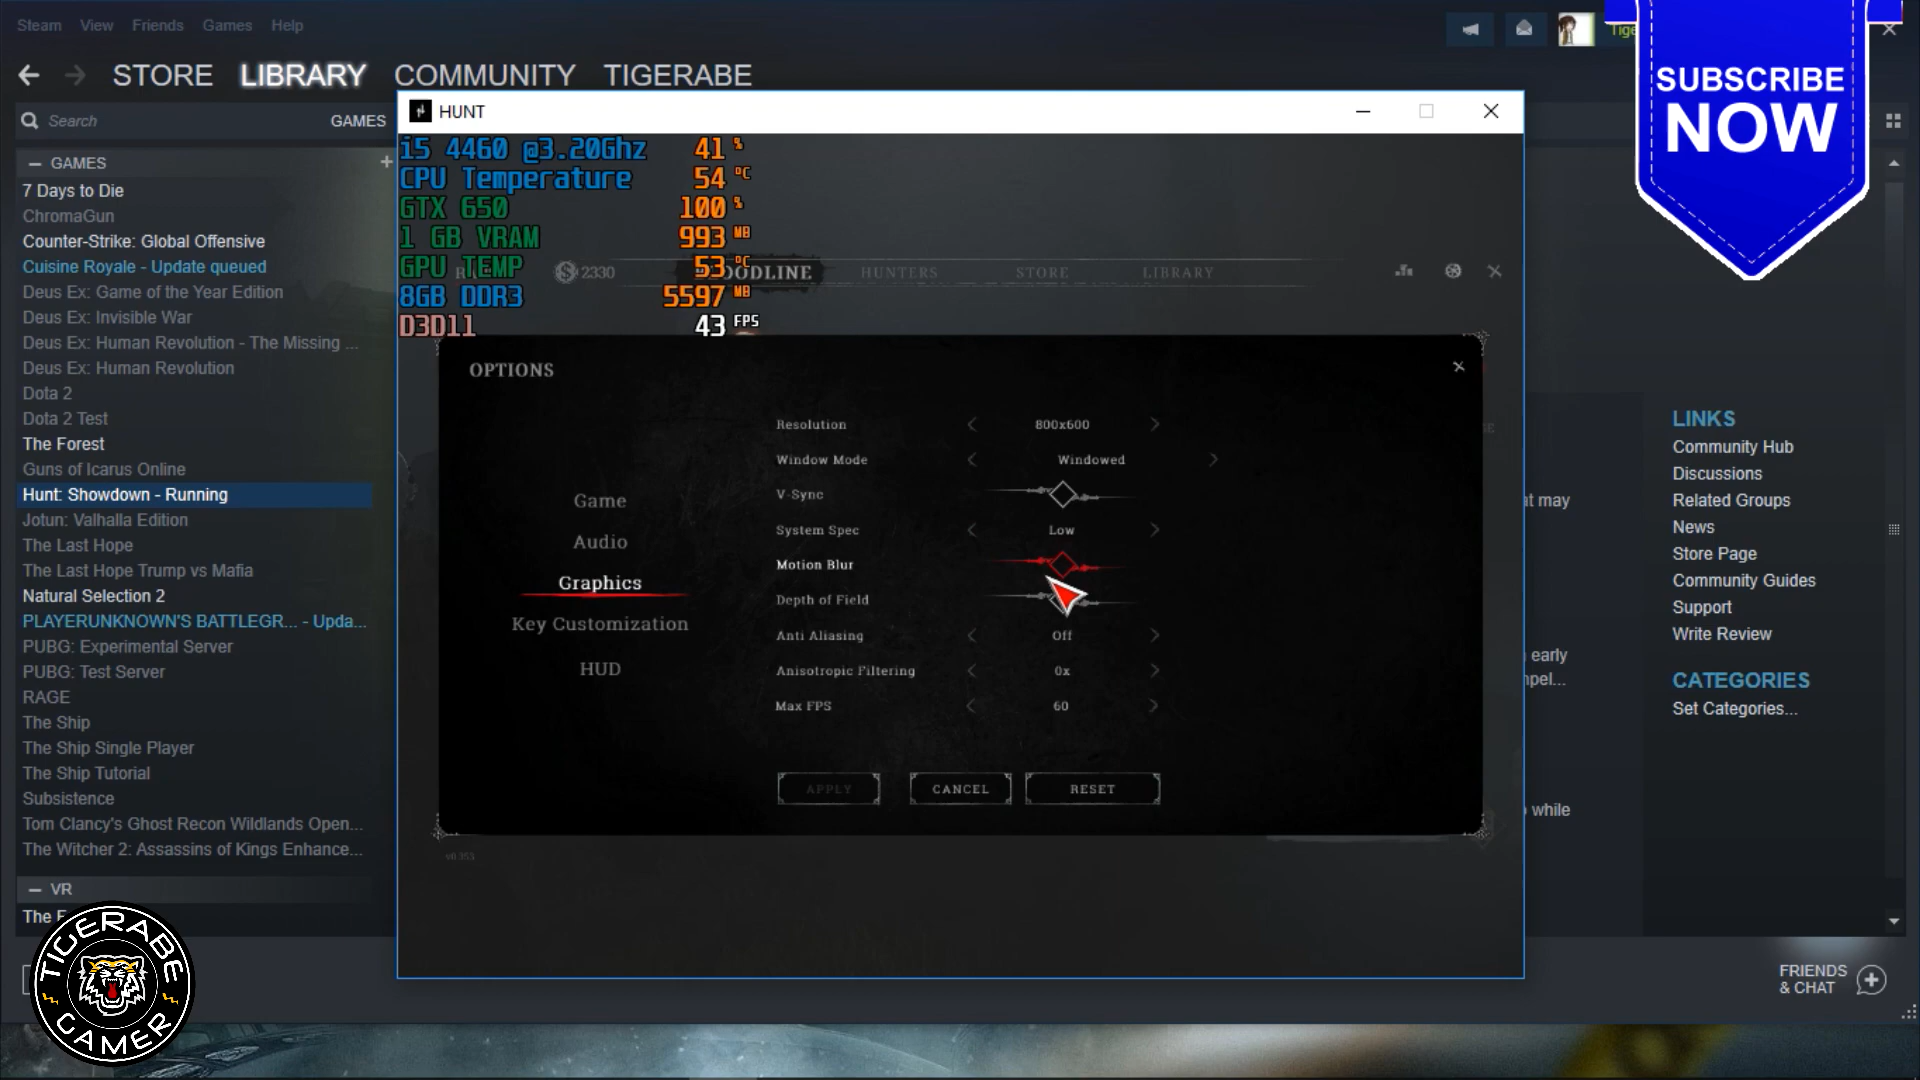 Steam View Friends Games Help
STORE LIBRARY COMMUNITY TIGERABE
SUBSCRIBE
NOW
Search GAMES
HUNT
GAMES
7 Days to Die
ChromaGun
Counter-Strike: Global Offensive
Cuisine Royale - Update queued
Deus Ex: Game of the Year Edition
Deus Ex: Invisible War
Deus Ex: Human Revolution - The Missing ...
Deus Ex: Human Revolution
Dota 2
Dota 2 Test
The Forest
Guns of Icarus Online
Hunt: Showdown - Running
Jotun: Valhalla Edition
The Last Hope
The Last Hope Trump vs Mafia
Natural Selection 2
PLAYERUNKNOWN'S BATTLEGR... - Upda...
PUBG: Experimental Server
PUBG: Test Server
RAGE
The Ship
The Ship Single Player
The Ship Tutorial
Subsistence
Tom Clancy's Ghost Recon Wildlands Open...
The Witcher 2: Assassins of Kings Enhance...
VR
The F
i5 4460 @3.20Ghz 41 %
CPU Temperature 54 °C
GTX 650 100 %
1 GB VRAM 993 MB
GPU TEMP 53 °C
8GB DDR3 5597 MB
D3D11 43 FPS
2330 HUNTERS STORE LIBRARY
OPTIONS
Game
Audio
Graphics
Key Customization
HUD
Resolution 800x600
Window Mode Windowed
V-Sync
System Spec Low
Motion Blur
Depth of Field
Anti Aliasing Off
Anisotropic Filtering 0x
Max FPS 60
APPLY CANCEL RESET
v0.353
at may
early
npel...
while
LINKS
Community Hub
Discussions
Related Groups
News
Store Page
Community Guides
Support
Write Review
CATEGORIES
Set Categories...
FRIENDS
& CHAT
TIGERABE
GAMER